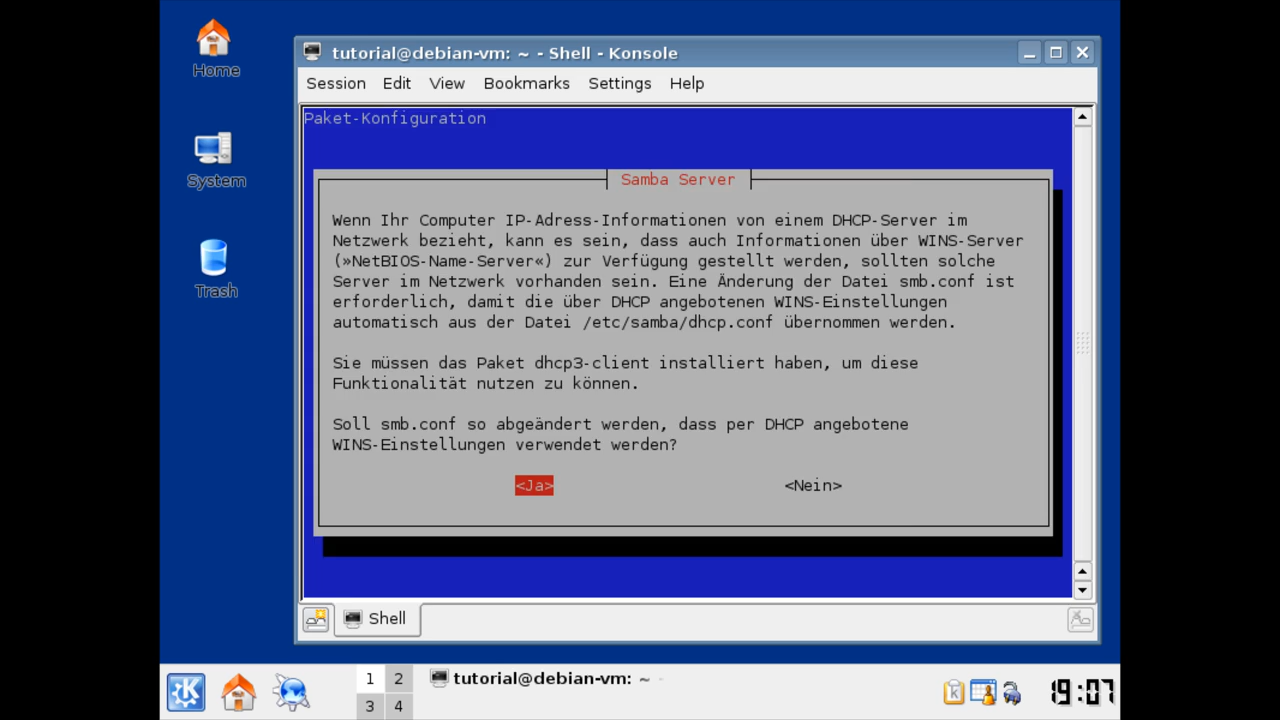 Home
System
Trash
tutorial@debian-vm: ~ - Shell - Konsole
Session Edit View Bookmarks Settings Help
Paket-Konfiguration
Samba Server
Wenn Ihr Computer IP-Adress-Informationen von einem DHCP-Server im
Netzwerk bezieht, kann es sein, dass auch Informationen über WINS-Server
(»NetBIOS-Name-Server«) zur Verfügung gestellt werden, sollten solche
Server im Netzwerk vorhanden sein. Eine Änderung der Datei smb.conf ist
erforderlich, damit die über DHCP angebotenen WINS-Einstellungen
automatisch aus der Datei /etc/samba/dhcp.conf übernommen werden.
Sie müssen das Paket dhcp3-client installiert haben, um diese
Funktionalität nutzen zu können.
Soll smb.conf so abgeändert werden, dass per DHCP angebotene
WINS-Einstellungen verwendet werden?
<Ja> <Nein>
Shell
1 2
3 4
tutorial@debian-vm: ~ -
19:07